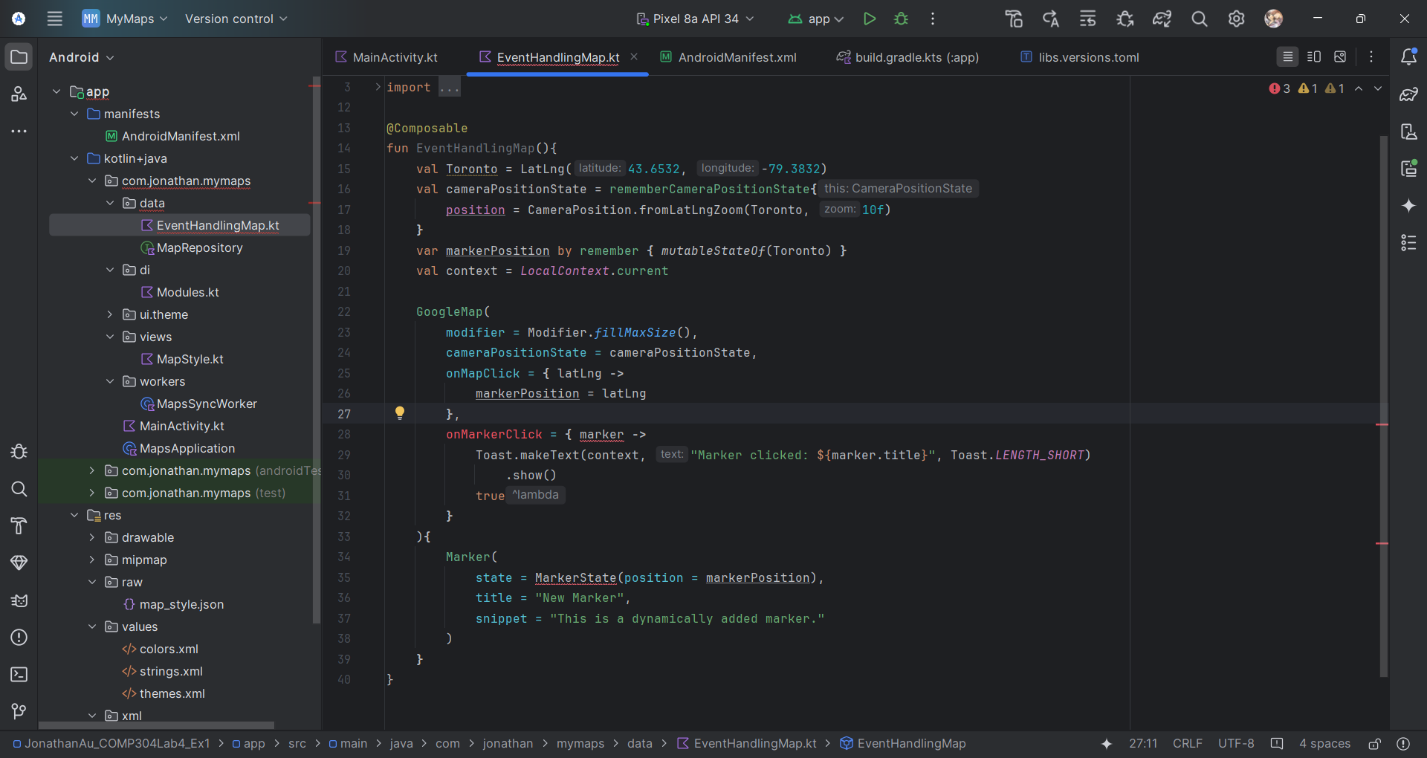 MM MyMaps Version control Pixel 8a API 34 app
Android
MainActivity.kt EventHandlingMap.kt AndroidManifest.xml build.gradle.kts (:app) libs.versions.toml
app
manifests
AndroidManifest.xml
kotlin+java
com.jonathan.mymaps
data
EventHandlingMap.kt
MapRepository
di
Modules.kt
ui.theme
views
MapStyle.kt
workers
MapsSyncWorker
MainActivity.kt
MapsApplication
com.jonathan.mymaps (androidTes
com.jonathan.mymaps (test)
res
drawable
mipmap
raw
map_style.json
values
colors.xml
strings.xml
themes.xml
xml
3 import ... 3 1 1
12
13 @Composable
14 fun EventHandlingMap(){
15 val Toronto = LatLng( latitude: 43.6532, longitude: -79.3832)
16 val cameraPositionState = rememberCameraPositionState{ this: CameraPositionState
17 position = CameraPosition.fromLatLngZoom(Toronto, zoom: 10f)
18 }
19 var markerPosition by remember { mutableStateOf(Toronto) }
20 val context = LocalContext.current
21
22 GoogleMap(
23 modifier = Modifier.fillMaxSize(),
24 cameraPositionState = cameraPositionState,
25 onMapClick = { latLng ->
26 markerPosition = latLng
27 },
28 onMarkerClick = { marker ->
29 Toast.makeText(context, text: "Marker clicked: ${marker.title}", Toast.LENGTH_SHORT)
30 .show()
31 true ^lambda
32 }
33 ){
34 Marker(
35 state = MarkerState(position = markerPosition),
36 title = "New Marker",
37 snippet = "This is a dynamically added marker."
38 )
39 }
40 }
JonathanAu_COMP304Lab4_Ex1 > app > src > main > java > com > jonathan > mymaps > data > EventHandlingMap.kt > EventHandlingMap 27:11 CRLF UTF-8 4 spaces